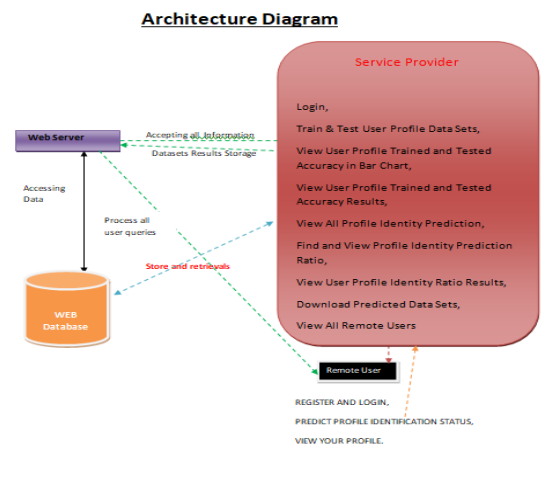 Architecture Diagram
Service Provider
Login,
Train & Test User Profile Data Sets,
View User Profile Trained and Tested
Accuracy in Bar Chart,
View User Profile Trained and Tested
Accuracy Results,
View All Profile Identity Prediction,
Find and View Profile Identity Prediction
Ratio,
View User Profile Identity Ratio Results,
Download Predicted Data Sets,
View All Remote Users
Web Server
Accepting all Information
Datasets Results Storage
Accessing
Data
Process all
user queries
Store and retrievals
WEB
Database
Remote User
REGISTER AND LOGIN,
PREDICT PROFILE IDENTIFICATION STATUS,
VIEW YOUR PROFILE.